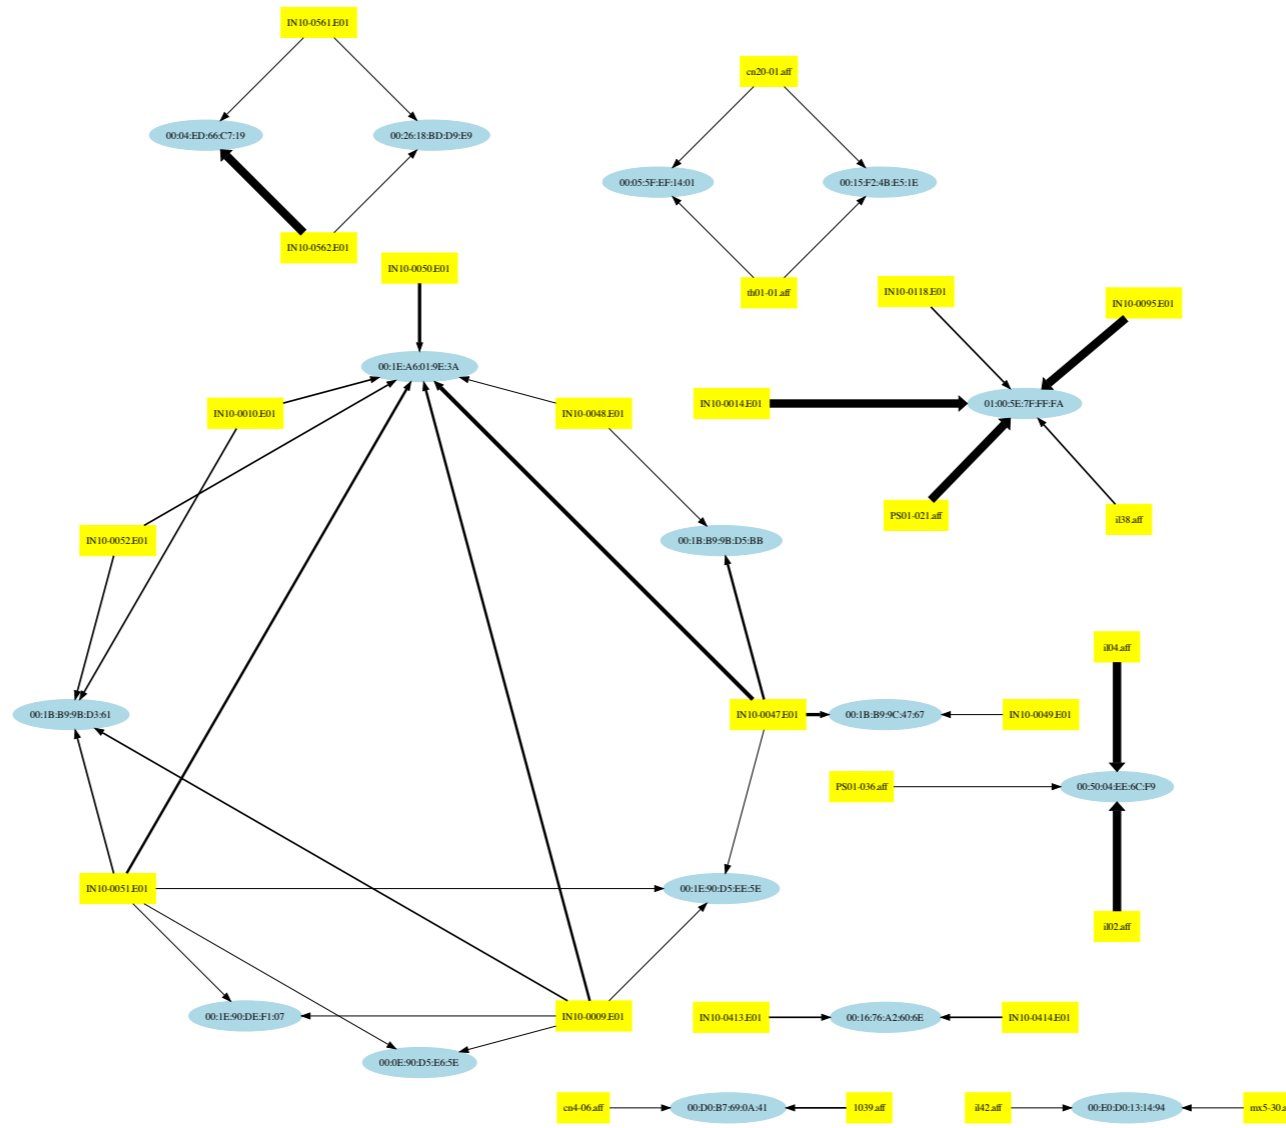 IN10-0561.E01
cn20-01.aff
00:04:ED:66:C7:19
00:26:18:BD:D9:E9
00:05:5F:EF:14:01
00:15:F2:4B:E5:1E
IN10-0562.E01
IN10-0050.E01
th01-01.aff
IN10-0118.E01
IN10-0095.E01
00:1E:A6:01:9E:3A
IN10-0010.E01
IN10-0048.E01
IN10-0014.E01
01:00:5E:7F:FF:FA
PS01-021.aff
il38.aff
IN10-0052.E01
00:1B:B9:9B:D5:BB
il04.aff
00:1B:B9:9B:D3:61
IN10-0047.E01
00:1B:B9:9C:47:67
IN10-0049.E01
PS01-036.aff
00:50:04:EE:6C:F9
IN10-0051.E01
00:1E:90:D5:EE:5E
il02.aff
00:1E:90:DE:F1:07
IN10-0009.E01
IN10-0413.E01
00:16:76:A2:60:6E
IN10-0414.E01
00:0E:90:D5:E6:5E
cn4-06.aff
00:D0:B7:69:0A:41
1039.aff
il42.aff
00:E0:D0:13:14:94
mx5-30.a